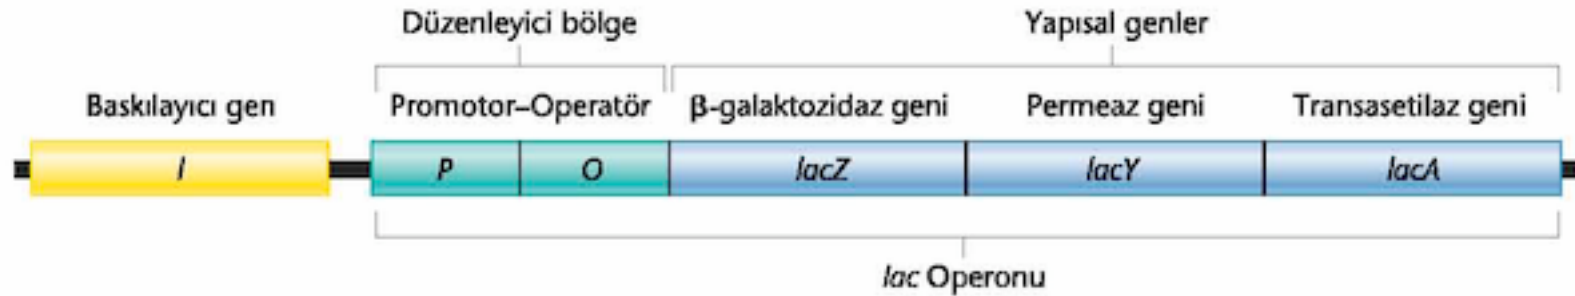 Düzenleyici bölge
Yapısal genler
Baskılayıcı gen
Promotor–Operatör
β-galaktozidaz geni
Permeaz geni
Transasetilaz geni
I
P
O
lacZ
lacY
lacA
lac Operonu